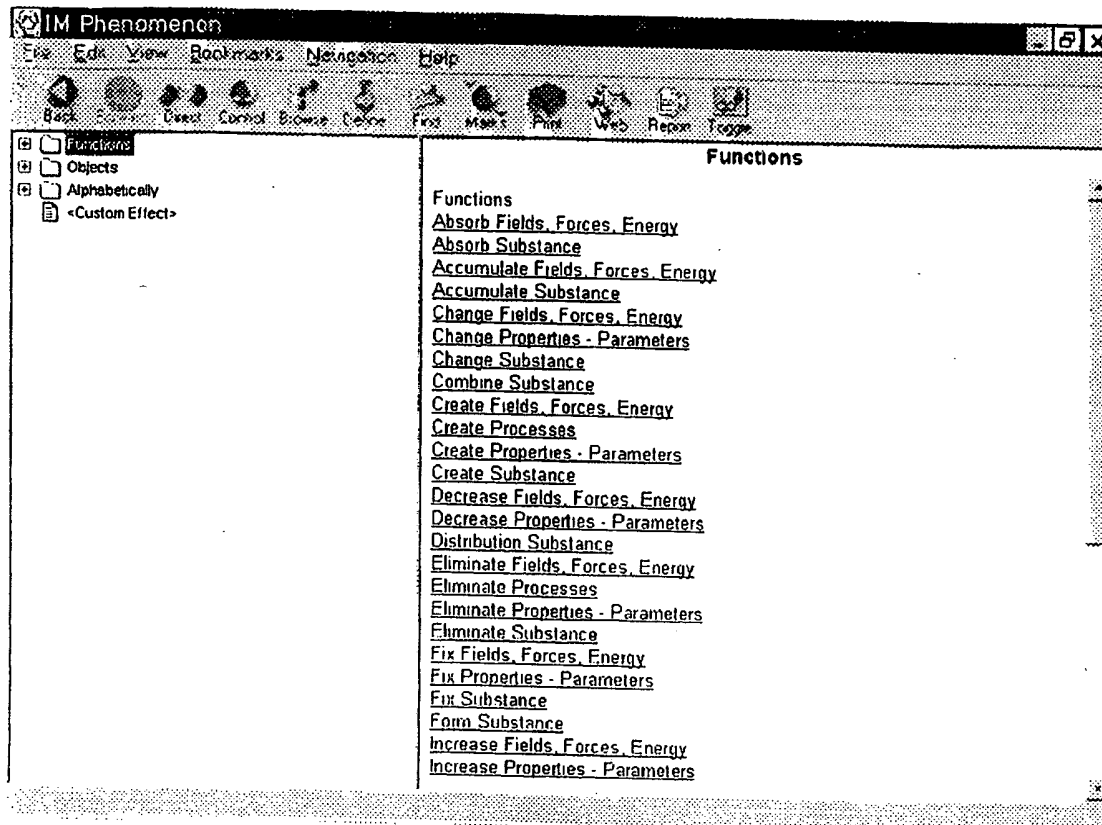 IM Phenomenon
File Edit View Bookmarks Navigation Help
Back Direct Control Browse Define Find Print Web Report Toggle
Functions
Objects
Alphabetically
<Custom Effect>
Functions
Functions
Absorb Fields, Forces, Energy
Absorb Substance
Accumulate Fields, Forces, Energy
Accumulate Substance
Change Fields, Forces, Energy
Change Properties - Parameters
Change Substance
Combine Substance
Create Fields, Forces, Energy
Create Processes
Create Properties - Parameters
Create Substance
Decrease Fields, Forces, Energy
Decrease Properties - Parameters
Distribution Substance
Eliminate Fields, Forces, Energy
Eliminate Processes
Eliminate Properties - Parameters
Eliminate Substance
Fix Fields, Forces, Energy
Fix Properties - Parameters
Fix Substance
Form Substance
Increase Fields, Forces, Energy
Increase Properties - Parameters